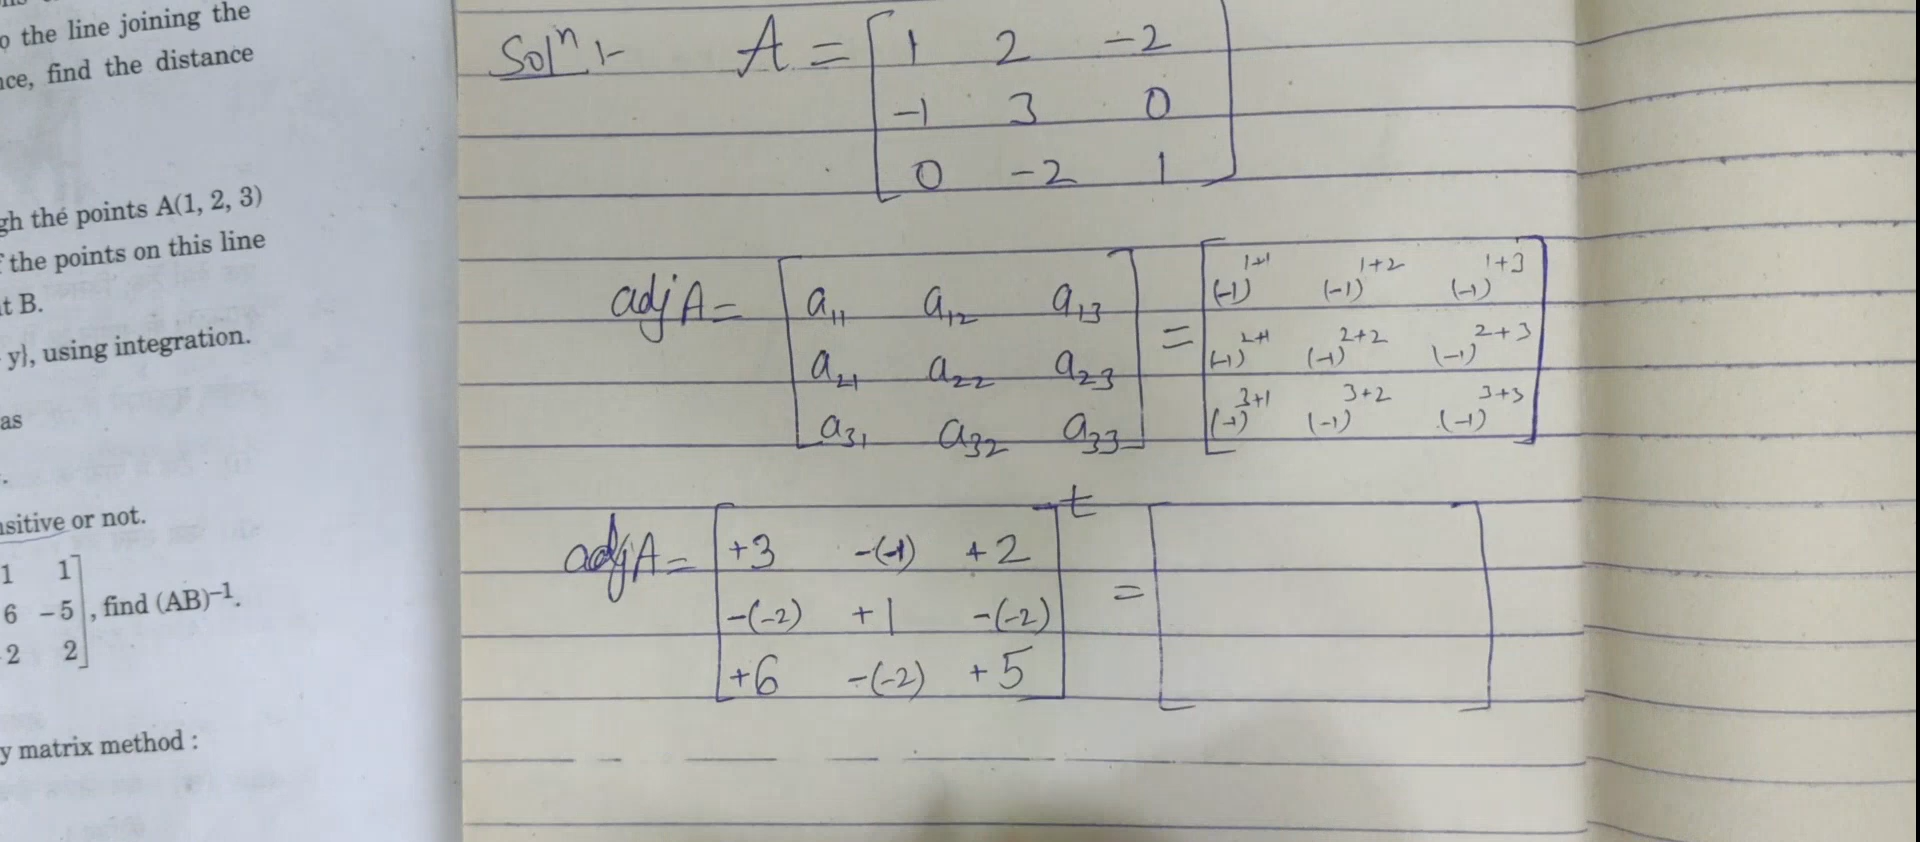 o the line joining the
nce, find the distance
gh the points A(1, 2, 3)
f the points on this line
at B.
y}, using integration.
as
.
nsitive or not.
1 1
6 -5 , find (AB)⁻¹.
2 2
y matrix method :
Solⁿ :- A = [ 1 2 -2
-1 3 0
0 -2 1 ]
adj A = [ a₁₁ a₁₂ a₁₃ ] = [ (-1)¹⁺¹ (-1)¹⁺² (-1)¹⁺³
a₂₁ a₂₂ a₂₃ (-1)²⁺¹ (-1)²⁺² (-1)²⁺³
a₃₁ a₃₂ a₃₃ (-1)³⁺¹ (-1)³⁺² (-1)³⁺³ ]
adj A = [ +3 -(-1) +2 ]ᵗ = [ ]
-(-2) +1 -(-2)
+6 -(-2) +5